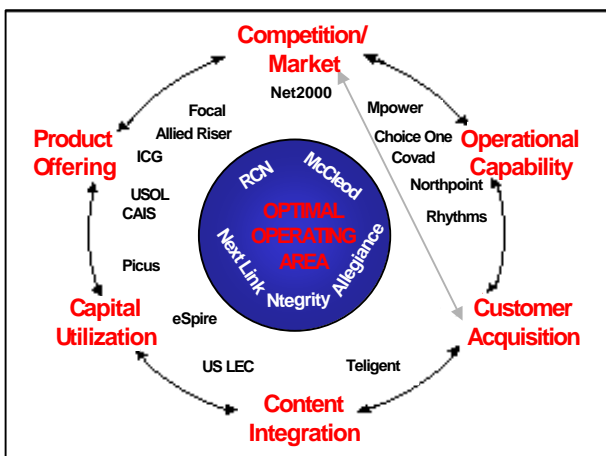 Competition/
Market
Net2000
Focal
Mpower
Allied Riser
Choice One
Product
Offering
Operational
Capability
ICG
Covad
RCN
McCleod
Northpoint
USOL
CAIS
OPTIMAL
OPERATING
AREA
Rhythms
Next Link
Ntegrity
Allegiance
Picus
Capital
Utilization
eSpire
Customer
Acquisition
US LEC
Teligent
Content
Integration